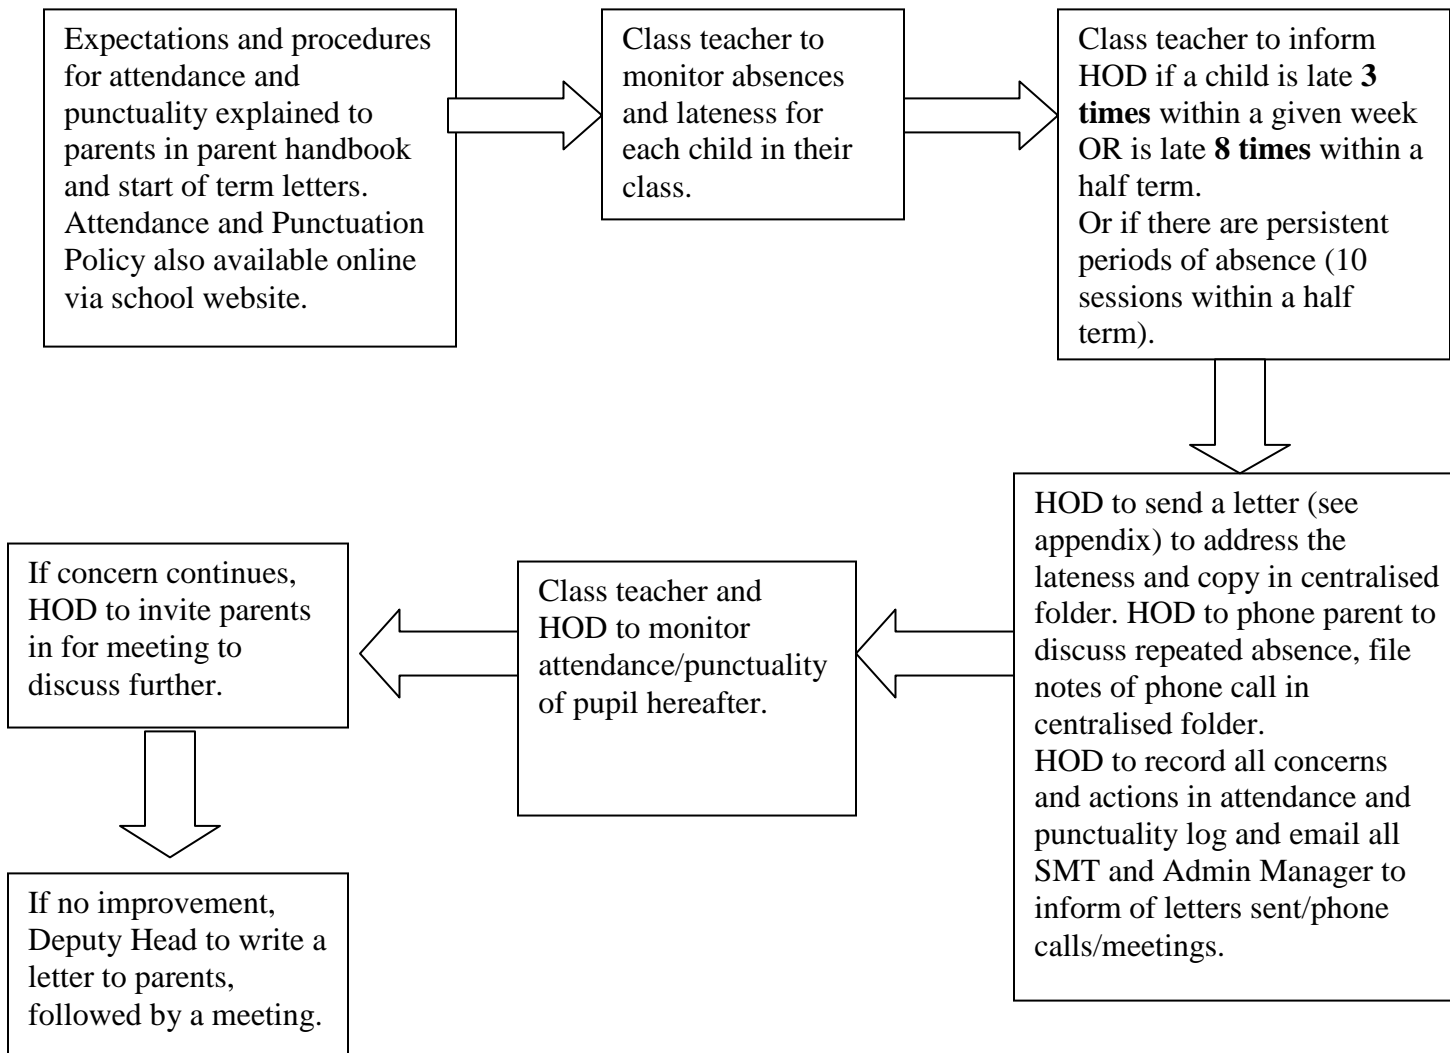 Expectations and procedures
for attendance and
punctuality explained to
parents in parent handbook
and start of term letters.
Attendance and Punctuation
Policy also available online
via school website.
Class teacher to
monitor absences
and lateness for
each child in their
class.
Class teacher to inform
HOD if a child is late 3
times within a given week
OR is late 8 times within a
half term.
Or if there are persistent
periods of absence (10
sessions within a half
term).
HOD to send a letter (see
appendix) to address the
lateness and copy in centralised
folder. HOD to phone parent to
discuss repeated absence, file
notes of phone call in
centralised folder.
HOD to record all concerns
and actions in attendance and
punctuality log and email all
SMT and Admin Manager to
inform of letters sent/phone
calls/meetings.
Class teacher and
HOD to monitor
attendance/punctuality
of pupil hereafter.
If concern continues,
HOD to invite parents
in for meeting to
discuss further.
If no improvement,
Deputy Head to write a
letter to parents,
followed by a meeting.